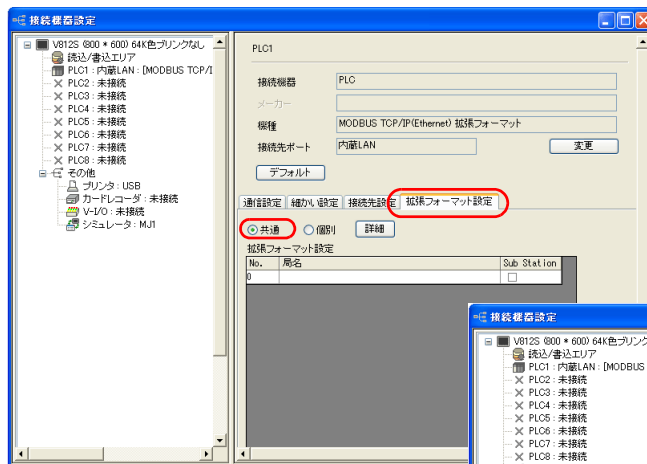 接続機器設定
V812S (800 * 600) 64K色ブリンクなし
読込/書込エリア
PLC1 : 内蔵LAN : [MODBUS TCP/I
PLC2 : 未接続
PLC3 : 未接続
PLC4 : 未接続
PLC5 : 未接続
PLC6 : 未接続
PLC7 : 未接続
PLC8 : 未接続
その他
プリンタ : USB
カードレコーダ : 未接続
V-I/O : 未接続
シミュレータ : MJ1
PLC1
接続機器 PLC
メーカー
機種 MODBUS TCP/IP(Ethernet) 拡張フォーマット
接続先ポート 内蔵LAN 変更
デフォルト
通信設定 細かい設定 接続先設定 拡張フォーマット設定
共通 個別 詳細
拡張フォーマット設定
No. 局名 Sub Station
0
接続機器設定
V812S (800 * 600) 64K色ブリンク
読込/書込エリア
PLC1 : 内蔵LAN : [MODBUS
PLC2 : 未接続
PLC3 : 未接続
PLC4 : 未接続
PLC5 : 未接続
PLC6 : 未接続
PLC7 : 未接続
PLC8 : 未接続